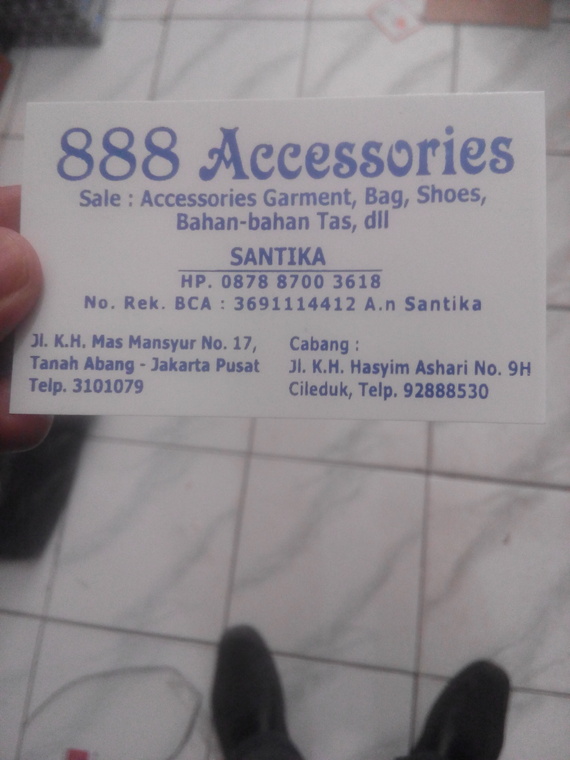 888 Accessories
Sale : Accessories Garment, Bag, Shoes,
Bahan-bahan Tas, dll
SANTIKA
HP. 0878 8700 3618
No. Rek. BCA : 3691114412 A.n Santika
Jl. K.H. Mas Mansyur No. 17,
Tanah Abang - Jakarta Pusat
Telp. 3101079
Cabang :
Jl. K.H. Hasyim Ashari No. 9H
Cileduk, Telp. 92888530